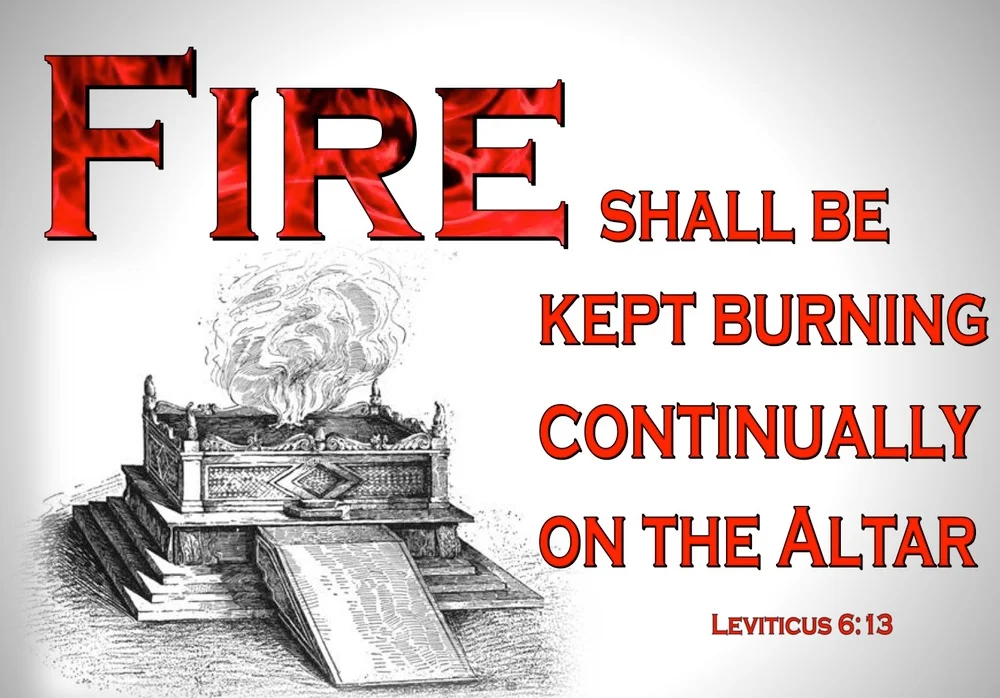 FIRE SHALL BE
KEPT BURNING
CONTINUALLY
ON THE ALTAR
LEVITICUS 6:13